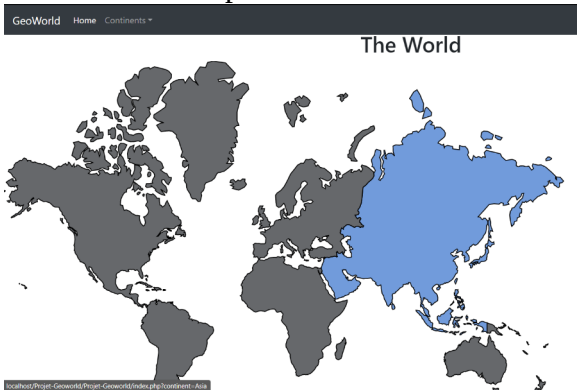 GeoWorld Home Continents
The World
localhost/Projet-Geoworld/Projet-Geoworld/index.php?continent=Asia